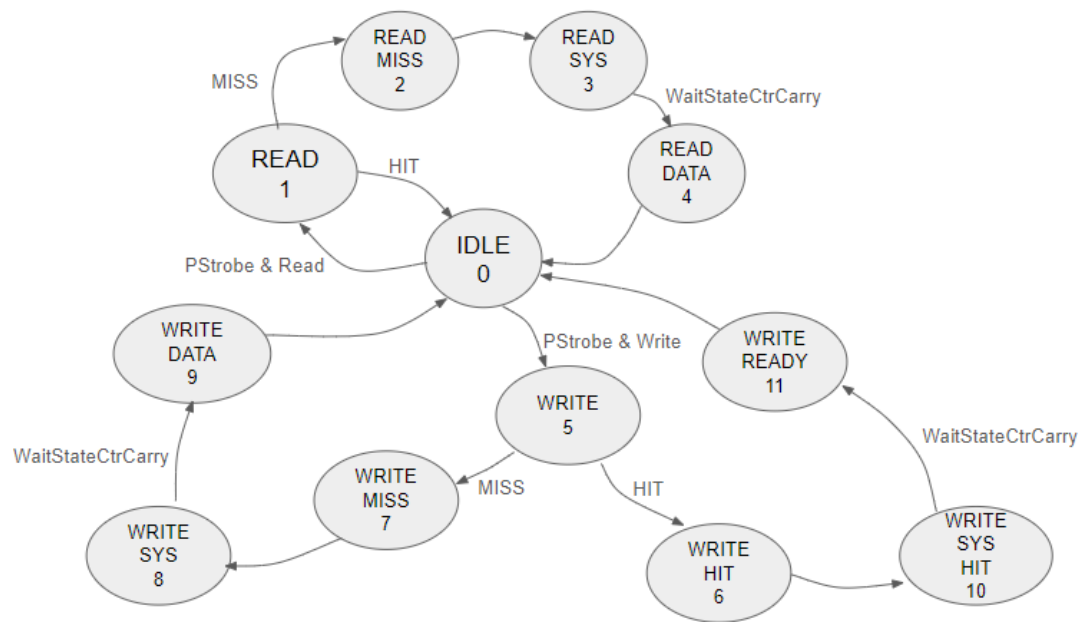 READ
MISS
2
READ
SYS
3
MISS
WaitStateCtrCarry
READ
1
HIT
READ
DATA
4
IDLE
0
PStrobe & Read
WRITE
DATA
9
PStrobe & Write
WRITE
READY
11
WRITE
5
WaitStateCtrCarry
WaitStateCtrCarry
WRITE
MISS
7
MISS
HIT
WRITE
SYS
8
WRITE
HIT
6
WRITE
SYS
HIT
10